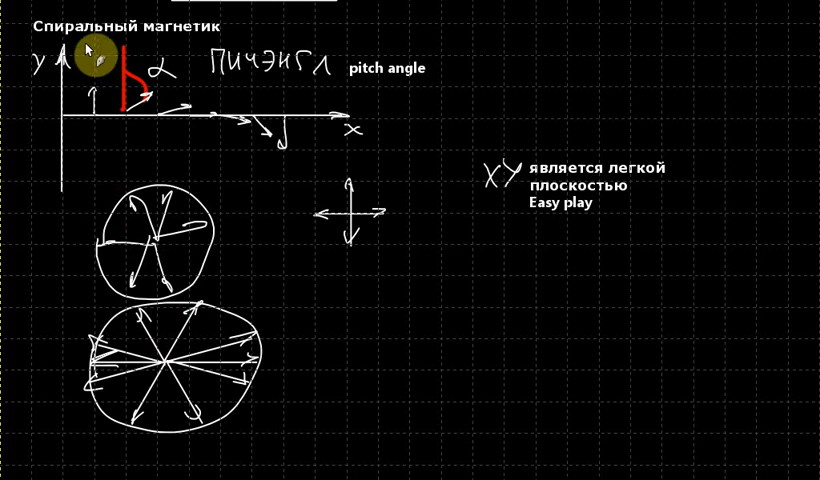 Спиральный магнетик
y α ПИЧЭНГЛ pitch angle
x
XY является легкой
плоскостью
Easy play